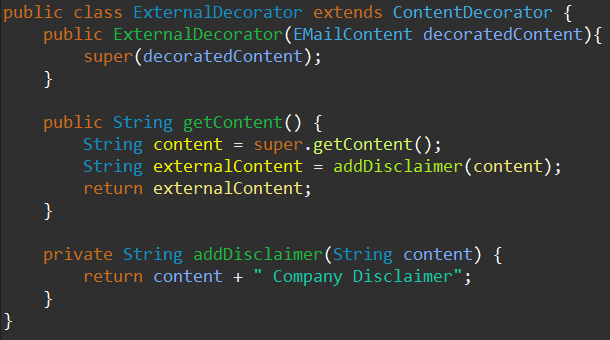 public class ExternalDecorator extends ContentDecorator {
    public ExternalDecorator(EMailContent decoratedContent){
        super(decoratedContent);
    }

    public String getContent() {
        String content = super.getContent();
        String externalContent = addDisclaimer(content);
        return externalContent;
    }

    private String addDisclaimer(String content) {
        return content + " Company Disclaimer";
    }
}